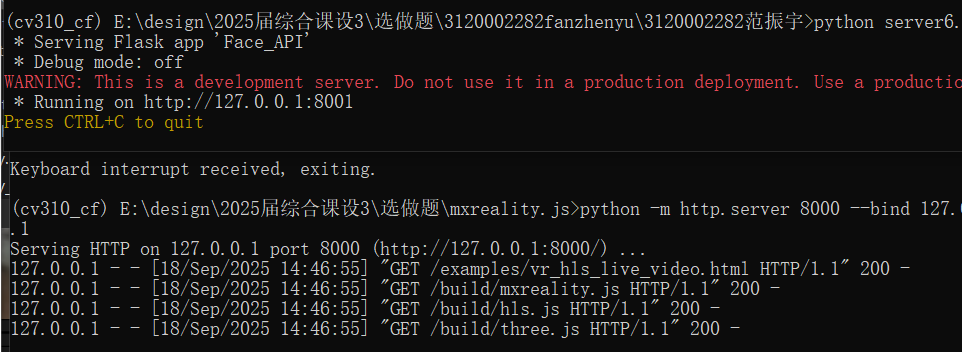 (cv310_cf) E:\design\2025届综合课设3\选做题\3120002282fanzhenyu\3120002282范振宇>python server6.
* Serving Flask app 'Face_API'
* Debug mode: off
WARNING: This is a development server. Do not use it in a production deployment. Use a productio
* Running on http://127.0.0.1:8001
Press CTRL+C to quit
Keyboard interrupt received, exiting.
(cv310_cf) E:\design\2025届综合课设3\选做题\mxreality.js>python -m http.server 8000 --bind 127.0
.1
Serving HTTP on 127.0.0.1 port 8000 (http://127.0.0.1:8000/) ...
127.0.0.1 - - [18/Sep/2025 14:46:55] "GET /examples/vr_hls_live_video.html HTTP/1.1" 200 -
127.0.0.1 - - [18/Sep/2025 14:46:55] "GET /build/mxreality.js HTTP/1.1" 200 -
127.0.0.1 - - [18/Sep/2025 14:46:55] "GET /build/hls.js HTTP/1.1" 200 -
127.0.0.1 - - [18/Sep/2025 14:46:55] "GET /build/three.js HTTP/1.1" 200 -